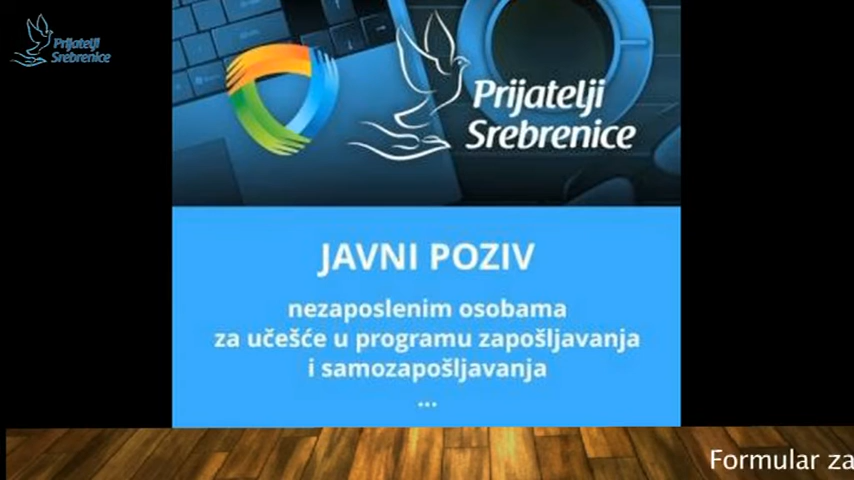 Prijatelji
Srebrenice
Prijatelji
Srebrenice
JAVNI POZIV
nezaposlenim osobama
za učešće u programu zapošljavanja
i samozapošljavanja
...
Formular za